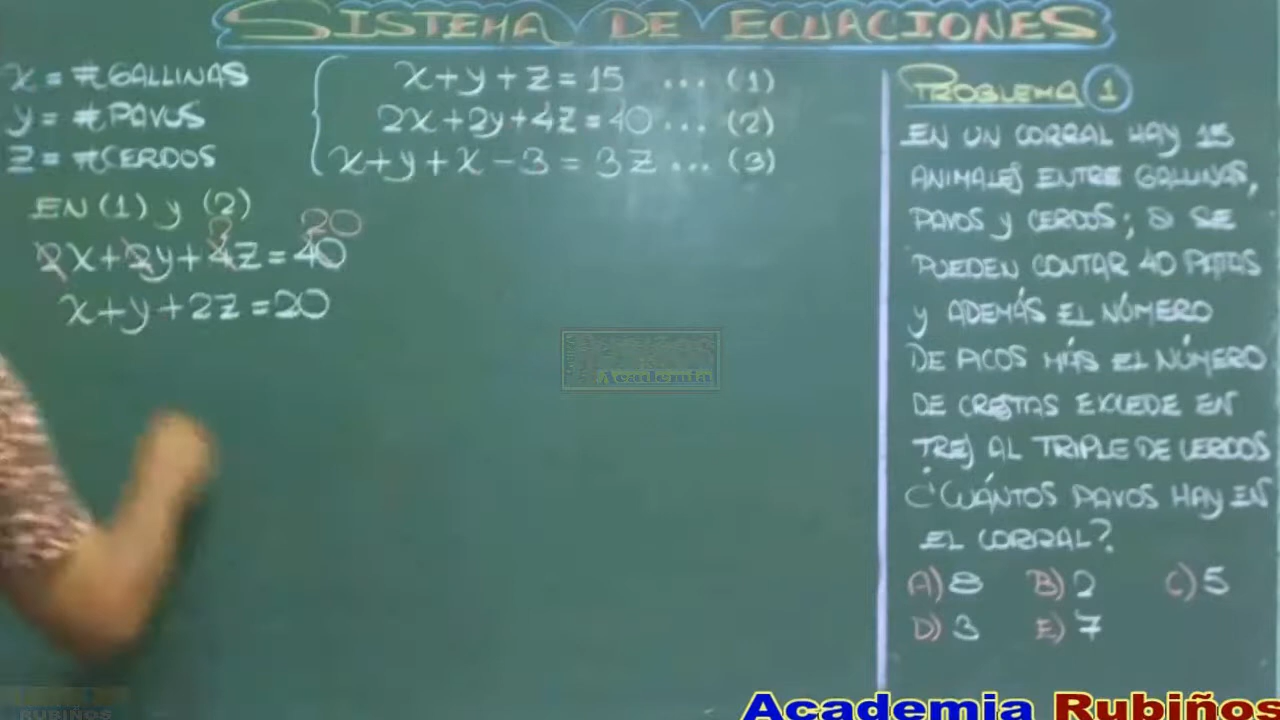 SISTEMA DE ECUACIONES
x = # GALLINAS
y = # PAVOS
z = # CERDOS
x+y+z=15 ... (1)
2x+2y+4z=40... (2)
x+y+x-3=3z... (3)
EN (1) y (2)
2 20
2x+2y+4z=40
x+y+2z=20
PROBLEMA 1
EN UN CORRAL HAY 15
ANIMALES ENTRE GALLINAS,
PAVOS y CERDOS; SI SE
PUEDEN CONTAR 40 PATAS
y ADEMÁS EL NÚMERO
DE PICOS MÁS EL NÚMERO
DE CRESTAS EXCEDE EN
TRES AL TRIPLE DE CERDOS
¿CUÁNTOS PAVOS HAY EN
EL CORRAL?
A) 8 B) 2 C) 5
D) 3 E) 7
Academia
RUBIÑOS
Academia Rubiños